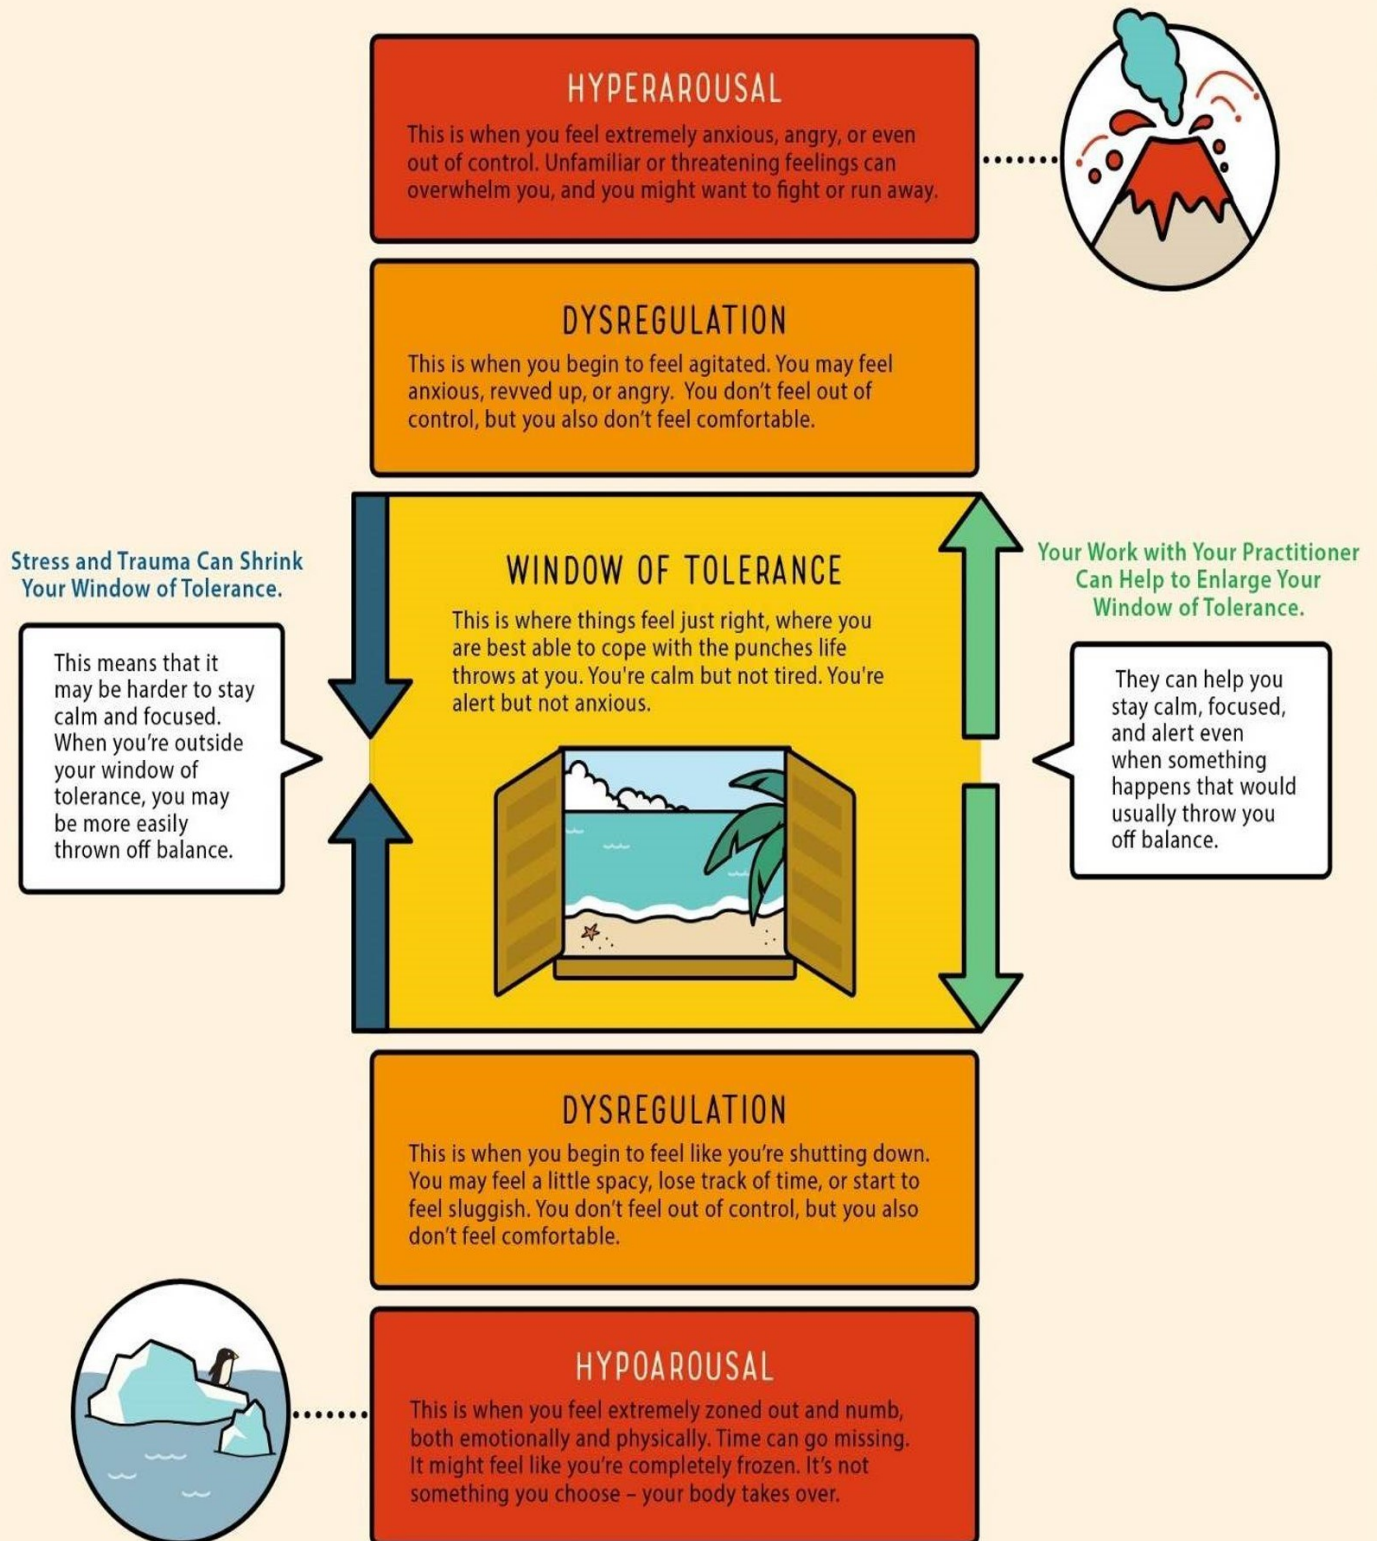 HYPERAROUSAL
This is when you feel extremely anxious, angry, or even
out of control. Unfamiliar or threatening feelings can
overwhelm you, and you might want to fight or run away.
DYSREGULATION
This is when you begin to feel agitated. You may feel
anxious, revved up, or angry.  You don't feel out of
control, but you also don't feel comfortable.
Stress and Trauma Can Shrink
Your Window of Tolerance.
This means that it
may be harder to stay
calm and focused.
When you're outside
your window of
tolerance, you may
be more easily
thrown off balance.
WINDOW OF TOLERANCE
This is where things feel just right, where you
are best able to cope with the punches life
throws at you. You're calm but not tired. You're
alert but not anxious.
Your Work with Your Practitioner
Can Help to Enlarge Your
Window of Tolerance.
They can help you
stay calm, focused,
and alert even
when something
happens that would
usually throw you
off balance.
DYSREGULATION
This is when you begin to feel like you're shutting down.
You may feel a little spacy, lose track of time, or start to
feel sluggish. You don't feel out of control, but you also
don't feel comfortable.
HYPOAROUSAL
This is when you feel extremely zoned out and numb,
both emotionally and physically. Time can go missing.
It might feel like you're completely frozen. It's not
something you choose – your body takes over.